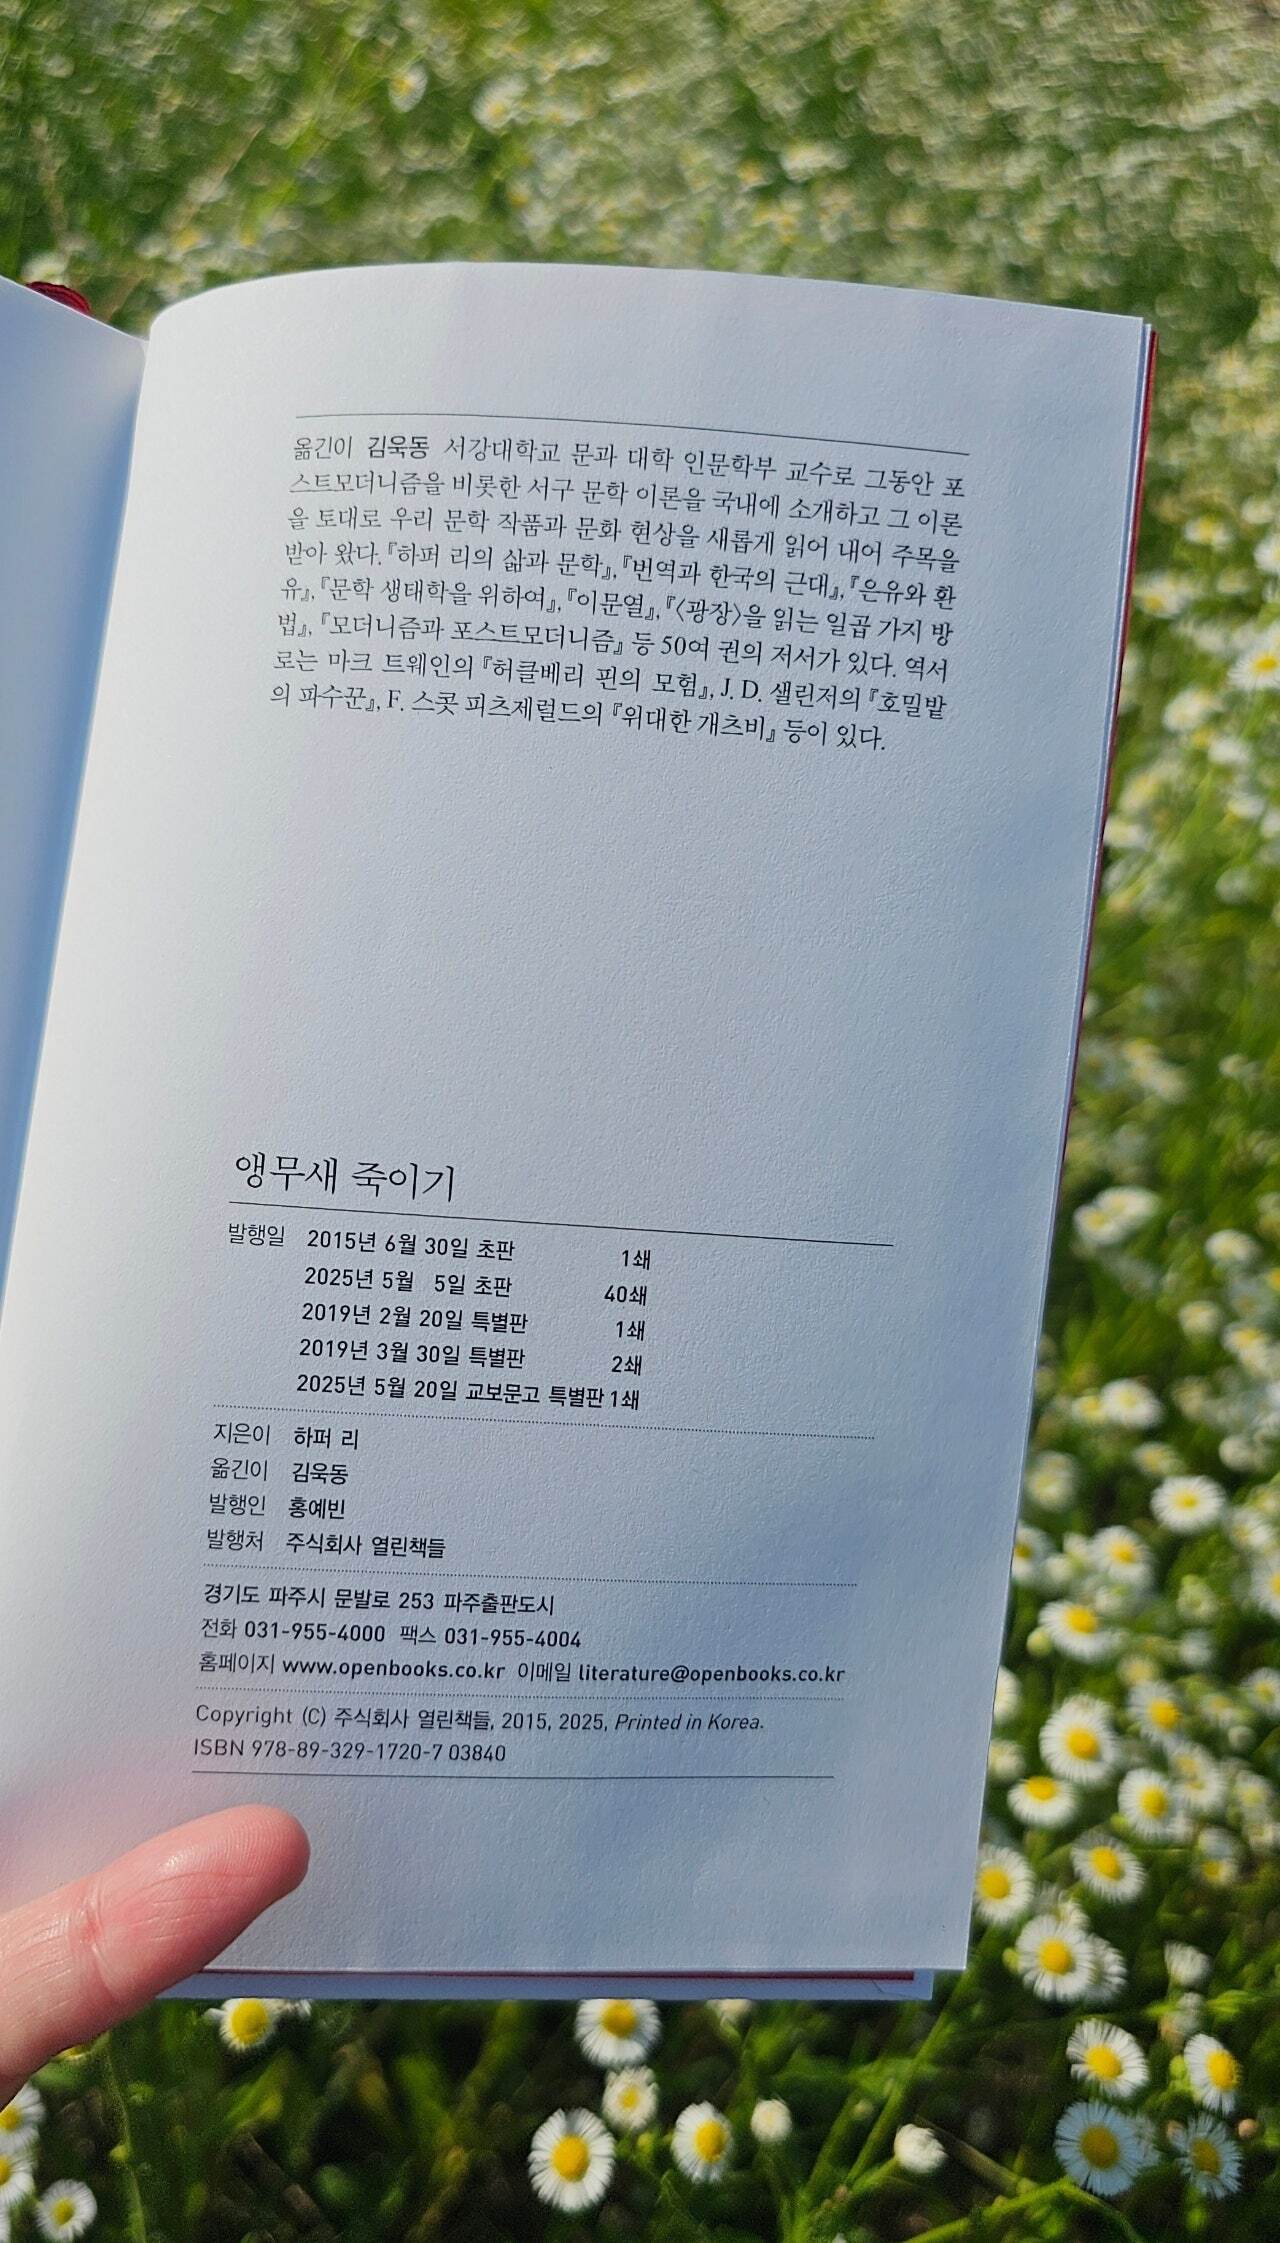 옮긴이 김욱동 서강대학교 문과 대학 인문학부 교수로 그동안 포
스트모더니즘을 비롯한 서구 문학 이론을 국내에 소개하고 그 이론
을 토대로 우리 문학 작품과 문화 현상을 새롭게 읽어 내어 주목을
받아 왔다. 『하퍼 리의 삶과 문학』, 『번역과 한국의 근대』, 『은유와 환
유』, 『문학 생태학을 위하여』, 『이문열』, 『〈광장〉을 읽는 일곱 가지 방
법』, 『모더니즘과 포스트모더니즘』 등 50여 권의 저서가 있다. 역서
로는 마크 트웨인의 『허클베리 핀의 모험』, J. D. 샐린저의 『호밀밭
의 파수꾼』, F. 스콧 피츠제럴드의 『위대한 개츠비』 등이 있다.
앵무새 죽이기
발행일 2015년 6월 30일 초판 1쇄
2025년 5월 5일 초판 40쇄
2019년 2월 20일 특별판 1쇄
2019년 3월 30일 특별판 2쇄
2025년 5월 20일 교보문고 특별판 1쇄
지은이 하퍼 리
옮긴이 김욱동
발행인 홍예빈
발행처 주식회사 열린책들
경기도 파주시 문발로 253 파주출판도시
전화 031-955-4000 팩스 031-955-4004
홈페이지 www.openbooks.co.kr 이메일 literature@openbooks.co.kr
Copyright (C) 주식회사 열린책들, 2015, 2025, Printed in Korea.
ISBN 978-89-329-1720-7 03840